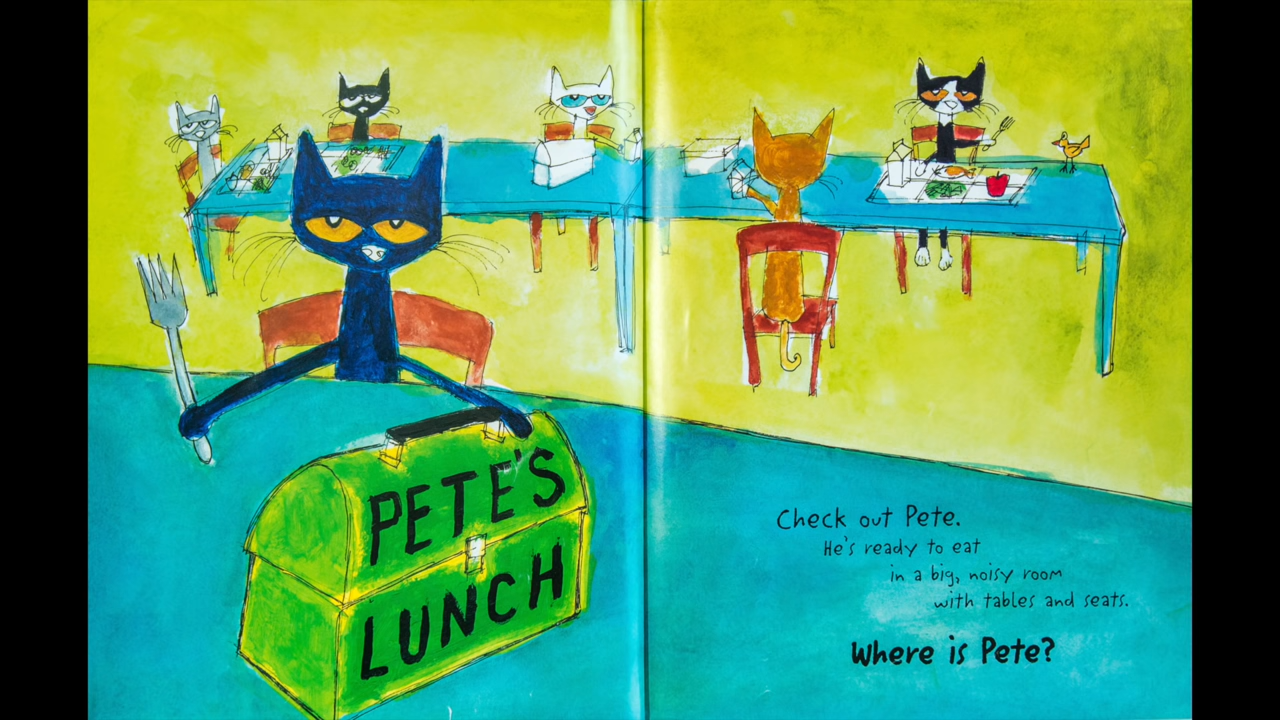 PETE'S
LUNCH
Check out Pete.
He's ready to eat
in a big, noisy room
with tables and seats.
Where is Pete?